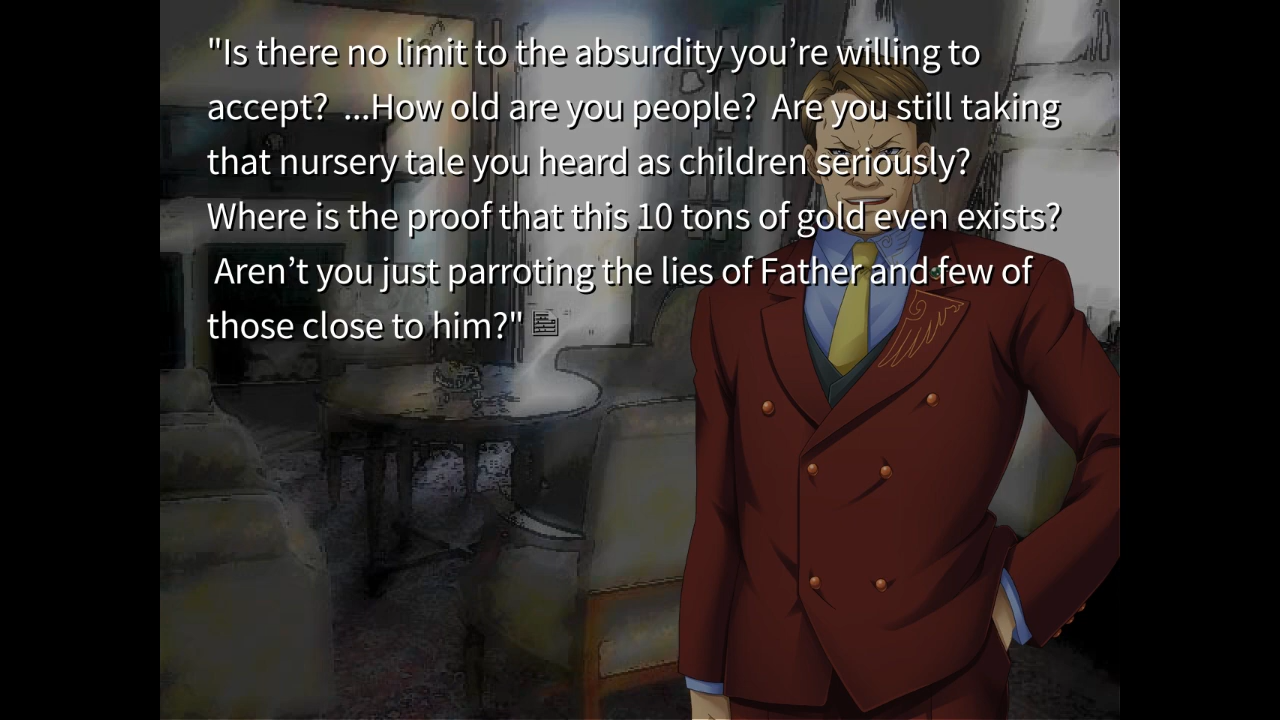 "Is there no limit to the absurdity you’re willing to
accept?  ...How old are you people?  Are you still taking
that nursery tale you heard as children seriously?
Where is the proof that this 10 tons of gold even exists?
Aren’t you just parroting the lies of Father and few of
those close to him?"